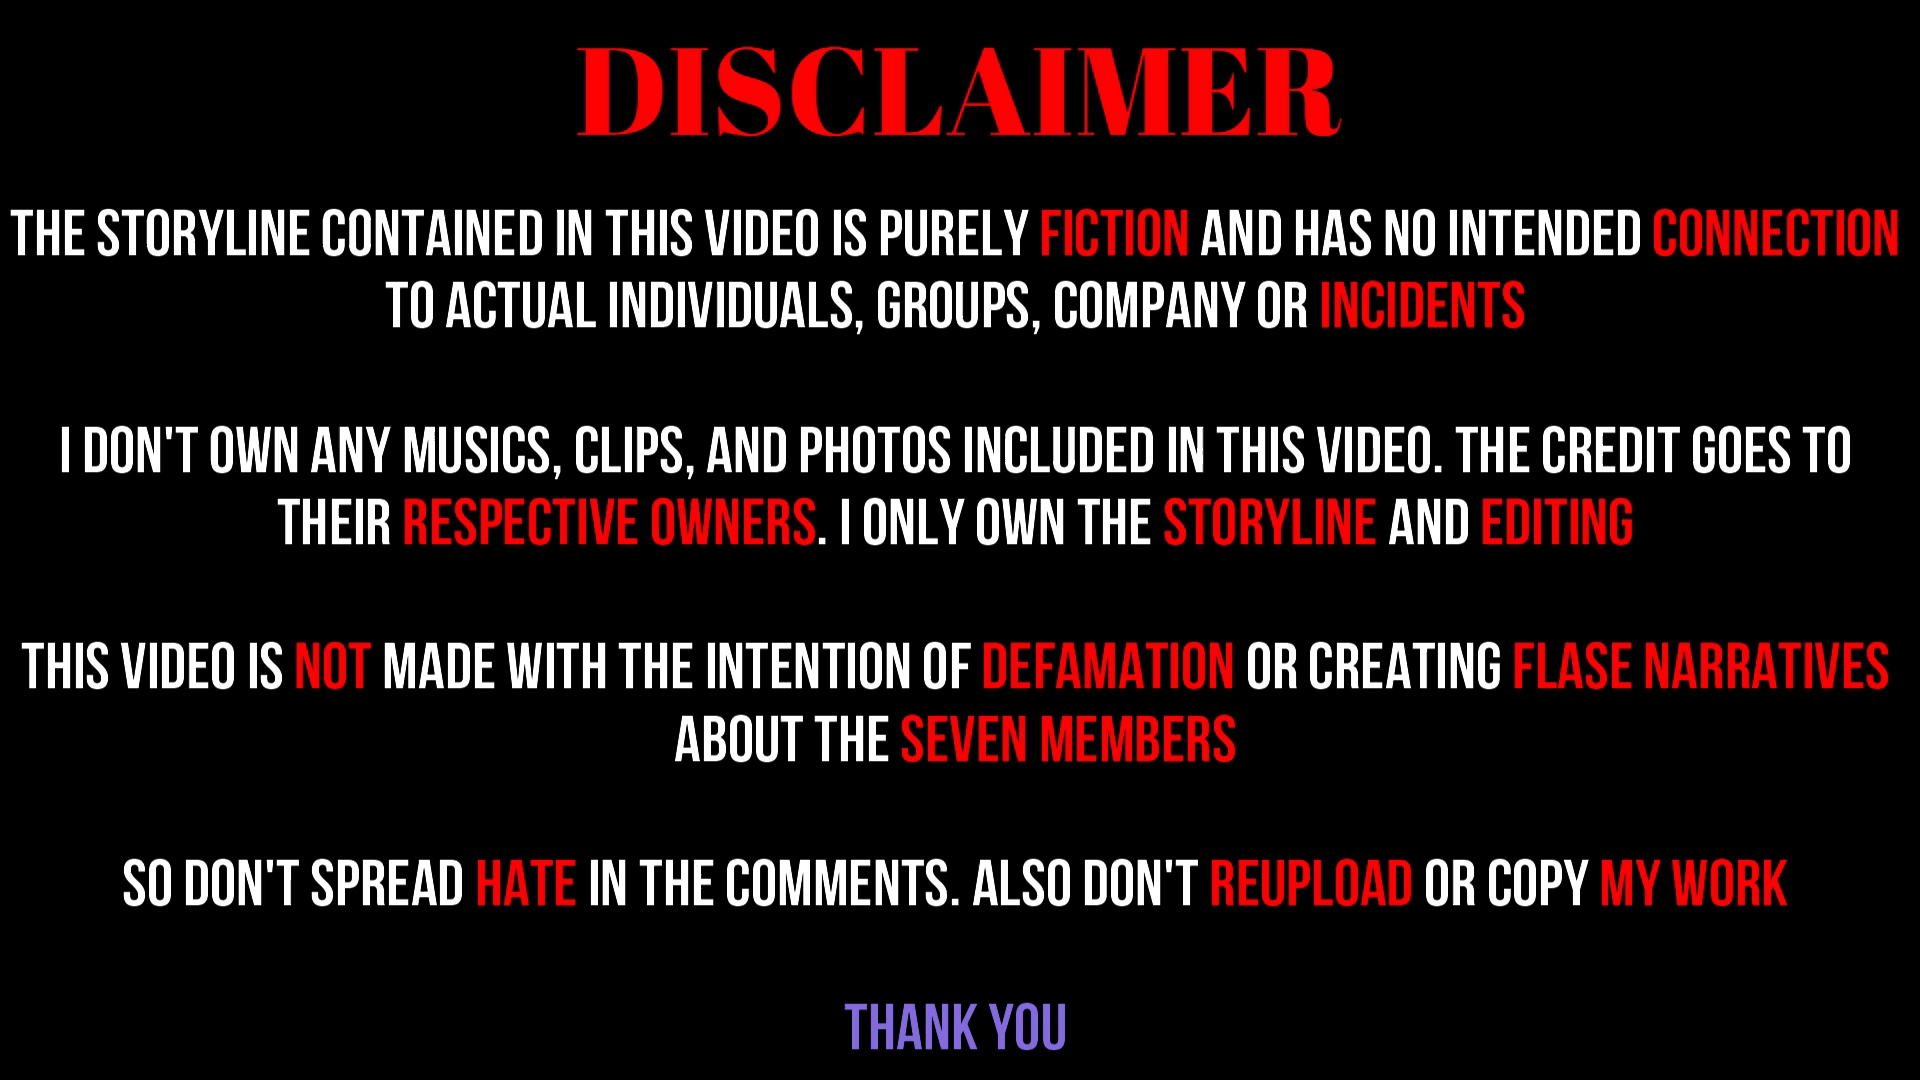 DISCLAIMER
THE STORYLINE CONTAINED IN THIS VIDEO IS PURELY FICTION AND HAS NO INTENDED CONNECTION
TO ACTUAL INDIVIDUALS, GROUPS, COMPANY OR INCIDENTS
I DON'T OWN ANY MUSICS, CLIPS, AND PHOTOS INCLUDED IN THIS VIDEO. THE CREDIT GOES TO
THEIR RESPECTIVE OWNERS. I ONLY OWN THE STORYLINE AND EDITING
THIS VIDEO IS NOT MADE WITH THE INTENTION OF DEFAMATION OR CREATING FLASE NARRATIVES
ABOUT THE SEVEN MEMBERS
SO DON'T SPREAD HATE IN THE COMMENTS. ALSO DON'T REUPLOAD OR COPY MY WORK
THANK YOU